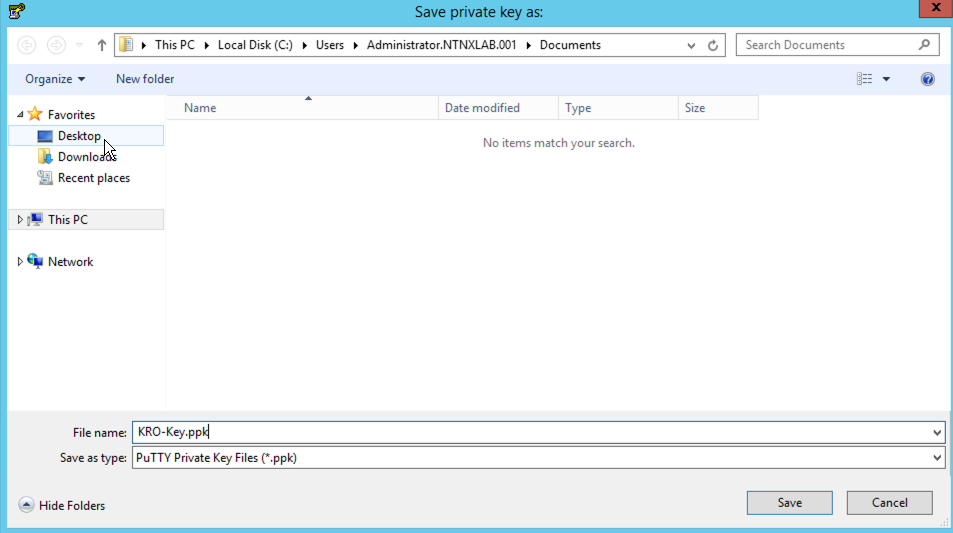 Save private key as:
x
This PC Local Disk (C:) Users Administrator.NTNXLAB.001 Documents
Search Documents
Organize New folder
?
Favorites
Desktop
Downloads
Recent places
This PC
Network
Name Date modified Type Size
No items match your search.
File name: KRO-Key.ppk
Save as type: PuTTY Private Key Files (*.ppk)
Hide Folders
Save Cancel